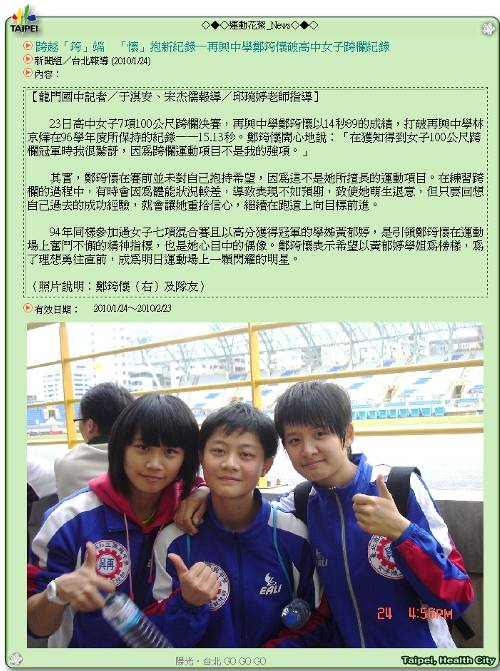 TAIPEI
◇◆◇運動花絮_News◇◆◇
跨越「筠」端 「懷」抱新紀錄─再興中學鄭筠懷破高中女子跨欄紀錄
新聞組／台北報導 (2010/1/24)
內容：
【龍門國中記者／于淇安、宋杰儒報導／邱琬婷老師指導】
23日高中女子7項100公尺跨欄決賽，再興中學鄭筠懷以14秒89的成績，打破再興中學林
京鋒在96學年度所保持的紀錄──15.13秒。鄭筠懷開心地說：「在獲知得到女子100公尺跨
欄冠軍時我很驚訝，因為跨欄運動項目不是我的強項。」
其實，鄭筠懷在賽前並未對自己抱持希望，因為這不是她所擅長的運動項目。在練習跨
欄的過程中，有時會因為體能狀況較差，導致表現不如預期，致使她萌生退意，但只要回想
自己過去的成功經驗，就會讓她重拾信心，繼續在跑道上向目標前進。
94年同樣參加過女子七項混合賽且以高分獲得冠軍的學姊黃郁婷，是引領鄭筠懷在運動
場上奮鬥不懈的精神指標，也是她心目中的偶像。鄭筠懷表示希望以黃郁婷學姐為榜樣，為
了理想勇往直前，成為明日運動場上一顆閃耀的明星。
（照片說明：鄭筠懷（右）及隊友）
有效日期： 2010/1/24～2010/2/23
EALI
EALI
24 4:56PM
陽光‧台北 GO GO GO
Taipei, Health City